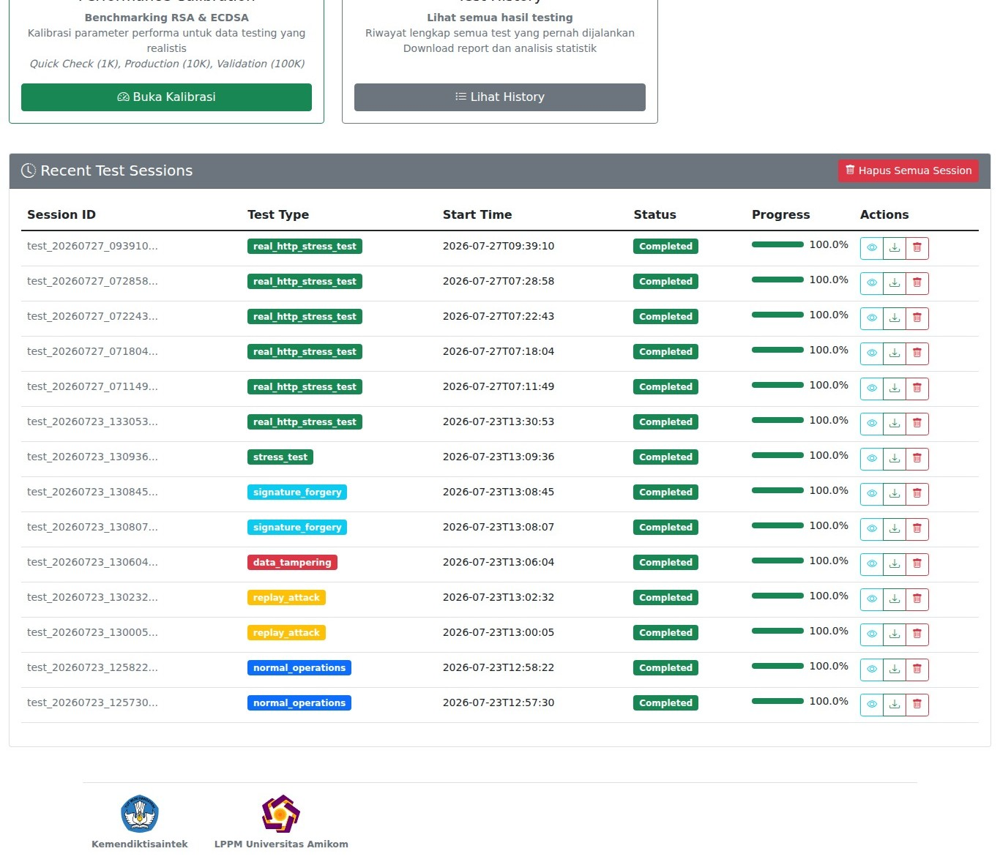 Performance Calibration
Benchmarking RSA & ECDSA
Kalibrasi parameter performa untuk data testing yang
realistis
Quick Check (1K), Production (10K), Validation (100K)
Buka Kalibrasi
Test History
Lihat semua hasil testing
Riwayat lengkap semua test yang pernah dijalankan
Download report dan analisis statistik
Lihat History
Recent Test Sessions
Hapus Semua Session
Session ID Test Type Start Time Status Progress Actions
test_20260727_093910... real_http_stress_test 2026-07-27T09:39:10 Completed 100.0%
test_20260727_072858... real_http_stress_test 2026-07-27T07:28:58 Completed 100.0%
test_20260727_072243... real_http_stress_test 2026-07-27T07:22:43 Completed 100.0%
test_20260727_071804... real_http_stress_test 2026-07-27T07:18:04 Completed 100.0%
test_20260727_071149... real_http_stress_test 2026-07-27T07:11:49 Completed 100.0%
test_20260723_133053... real_http_stress_test 2026-07-23T13:30:53 Completed 100.0%
test_20260723_130936... stress_test 2026-07-23T13:09:36 Completed 100.0%
test_20260723_130845... signature_forgery 2026-07-23T13:08:45 Completed 100.0%
test_20260723_130807... signature_forgery 2026-07-23T13:08:07 Completed 100.0%
test_20260723_130604... data_tampering 2026-07-23T13:06:04 Completed 100.0%
test_20260723_130232... replay_attack 2026-07-23T13:02:32 Completed 100.0%
test_20260723_130005... replay_attack 2026-07-23T13:00:05 Completed 100.0%
test_20260723_125822... normal_operations 2026-07-23T12:58:22 Completed 100.0%
test_20260723_125730... normal_operations 2026-07-23T12:57:30 Completed 100.0%
Kemendiktisaintek
LPPM Universitas Amikom